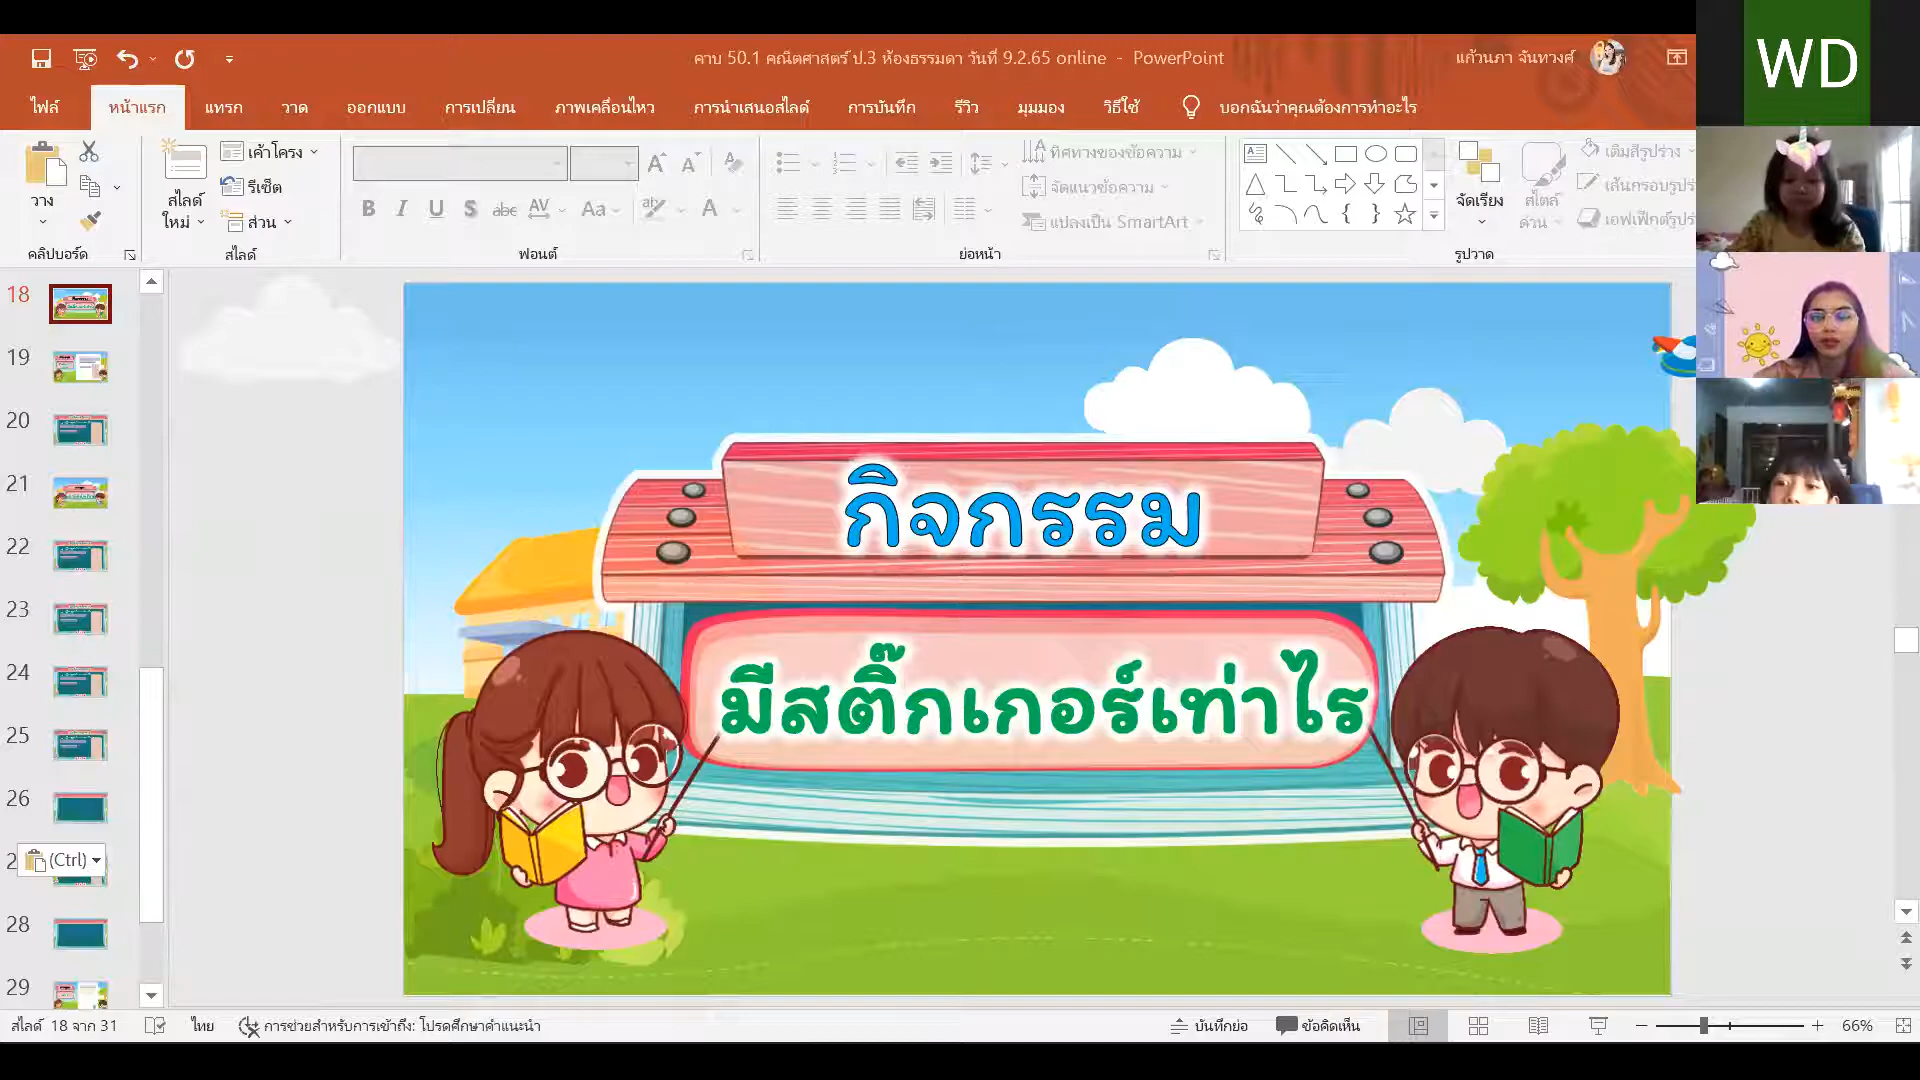 คาบ 50.1 คณิตศาสตร์ ป.3 ห้องธรรมดา วันที่ 9.2.65 online - PowerPoint
แก้วนภา จันทวงศ์
WD
ไฟล์ หน้าแรก แทรก วาด ออกแบบ การเปลี่ยน ภาพเคลื่อนไหว การนำเสนอสไลด์ การบันทึก รีวิว มุมมอง วิธีใช้ บอกฉันว่าคุณต้องการทำอะไร
วาง
คลิปบอร์ด
สไลด์
ใหม่
เค้าโครง
รีเซ็ต
ส่วน
สไลด์
B I U S abc AV Aa A
ฟอนต์
ทิศทางของข้อความ
จัดแนวข้อความ
แปลงเป็น SmartArt
ย่อหน้า
จัดเรียง
สไตล์
ด่วน
เติมสีรูปร่าง
เส้นกรอบรูปร่
เอฟเฟ็กต์รูปร่
รูปวาด
18
19
20
21
22
23
24
25
26
2
(Ctrl)
28
29
กิจกรรม
มีสติ๊กเกอร์เท่าไร
สไลด์ 18 จาก 31
ไทย
การช่วยสำหรับการเข้าถึง: โปรดศึกษาคำแนะนำ
บันทึกย่อ
ข้อคิดเห็น
66%